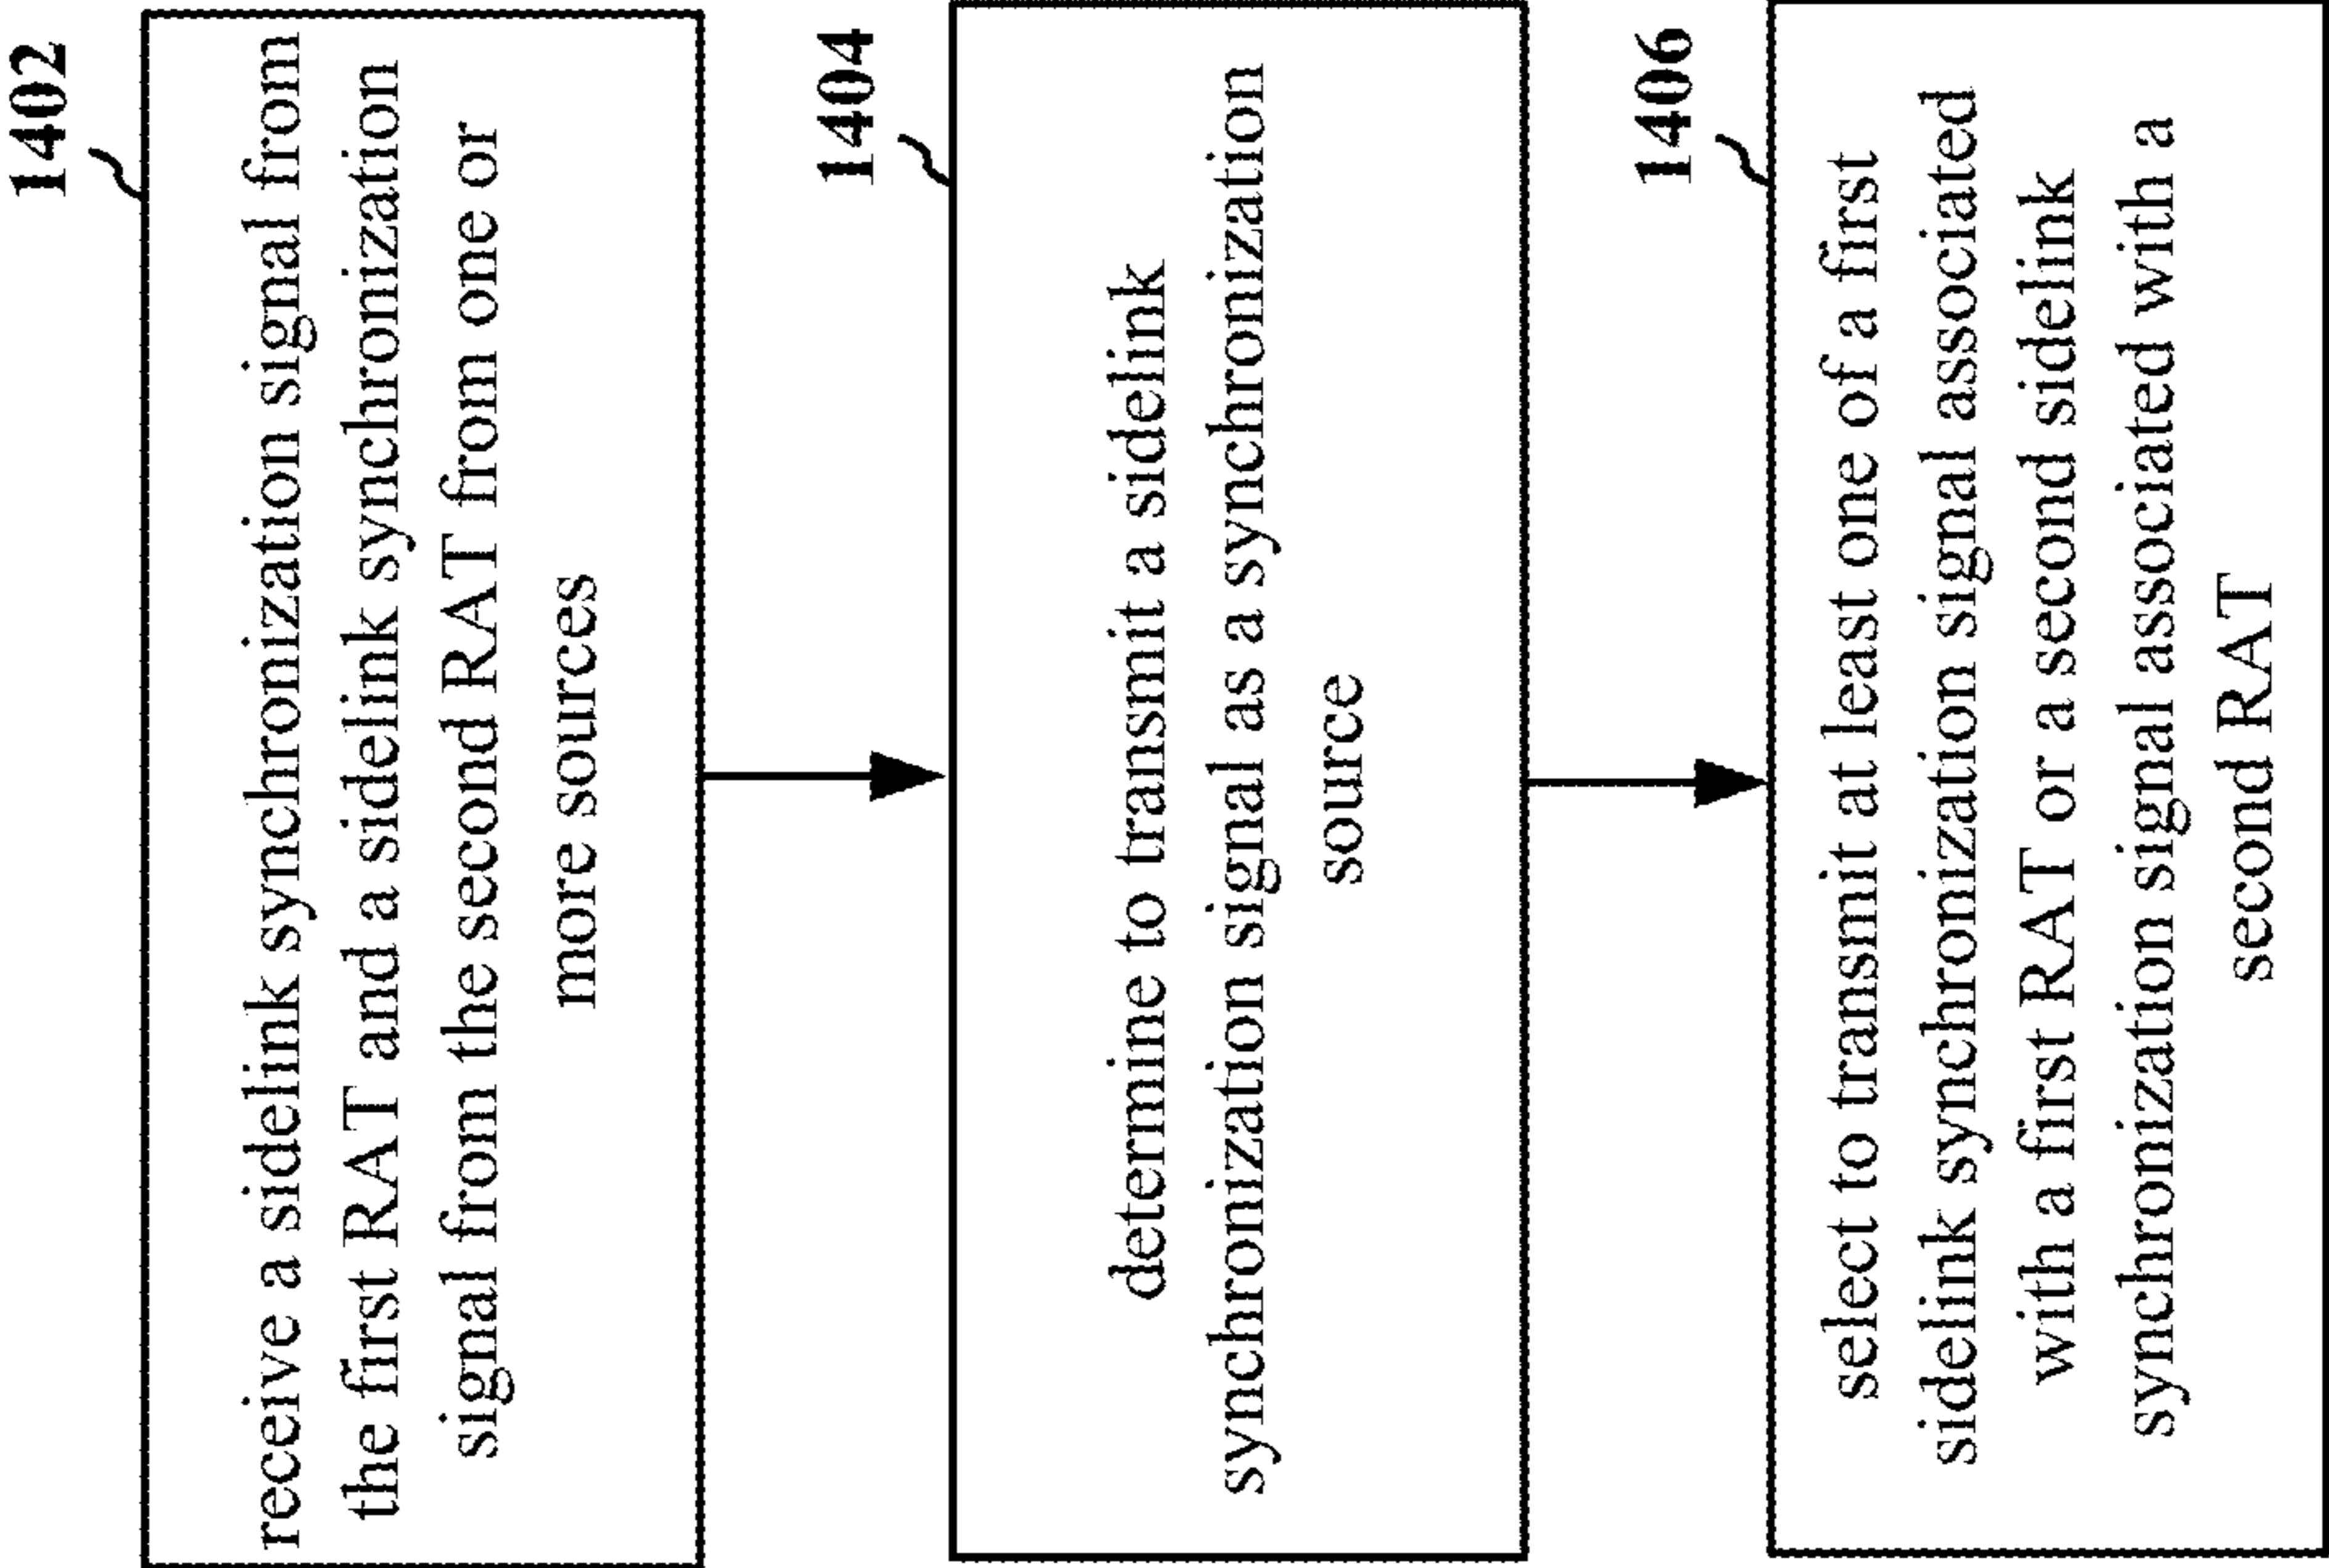 1402
receive a sidelink synchronization signal from
the first RAT and a sidelink synchronization
signal from the second RAT from one or
more sources
1404
determine to transmit a sidelink
synchronization signal as a synchronization
source
1406
select to transmit at least one of a first
sidelink synchronization signal associated
with a first RAT or a second sidelink
synchronization signal associated with a
second RAT